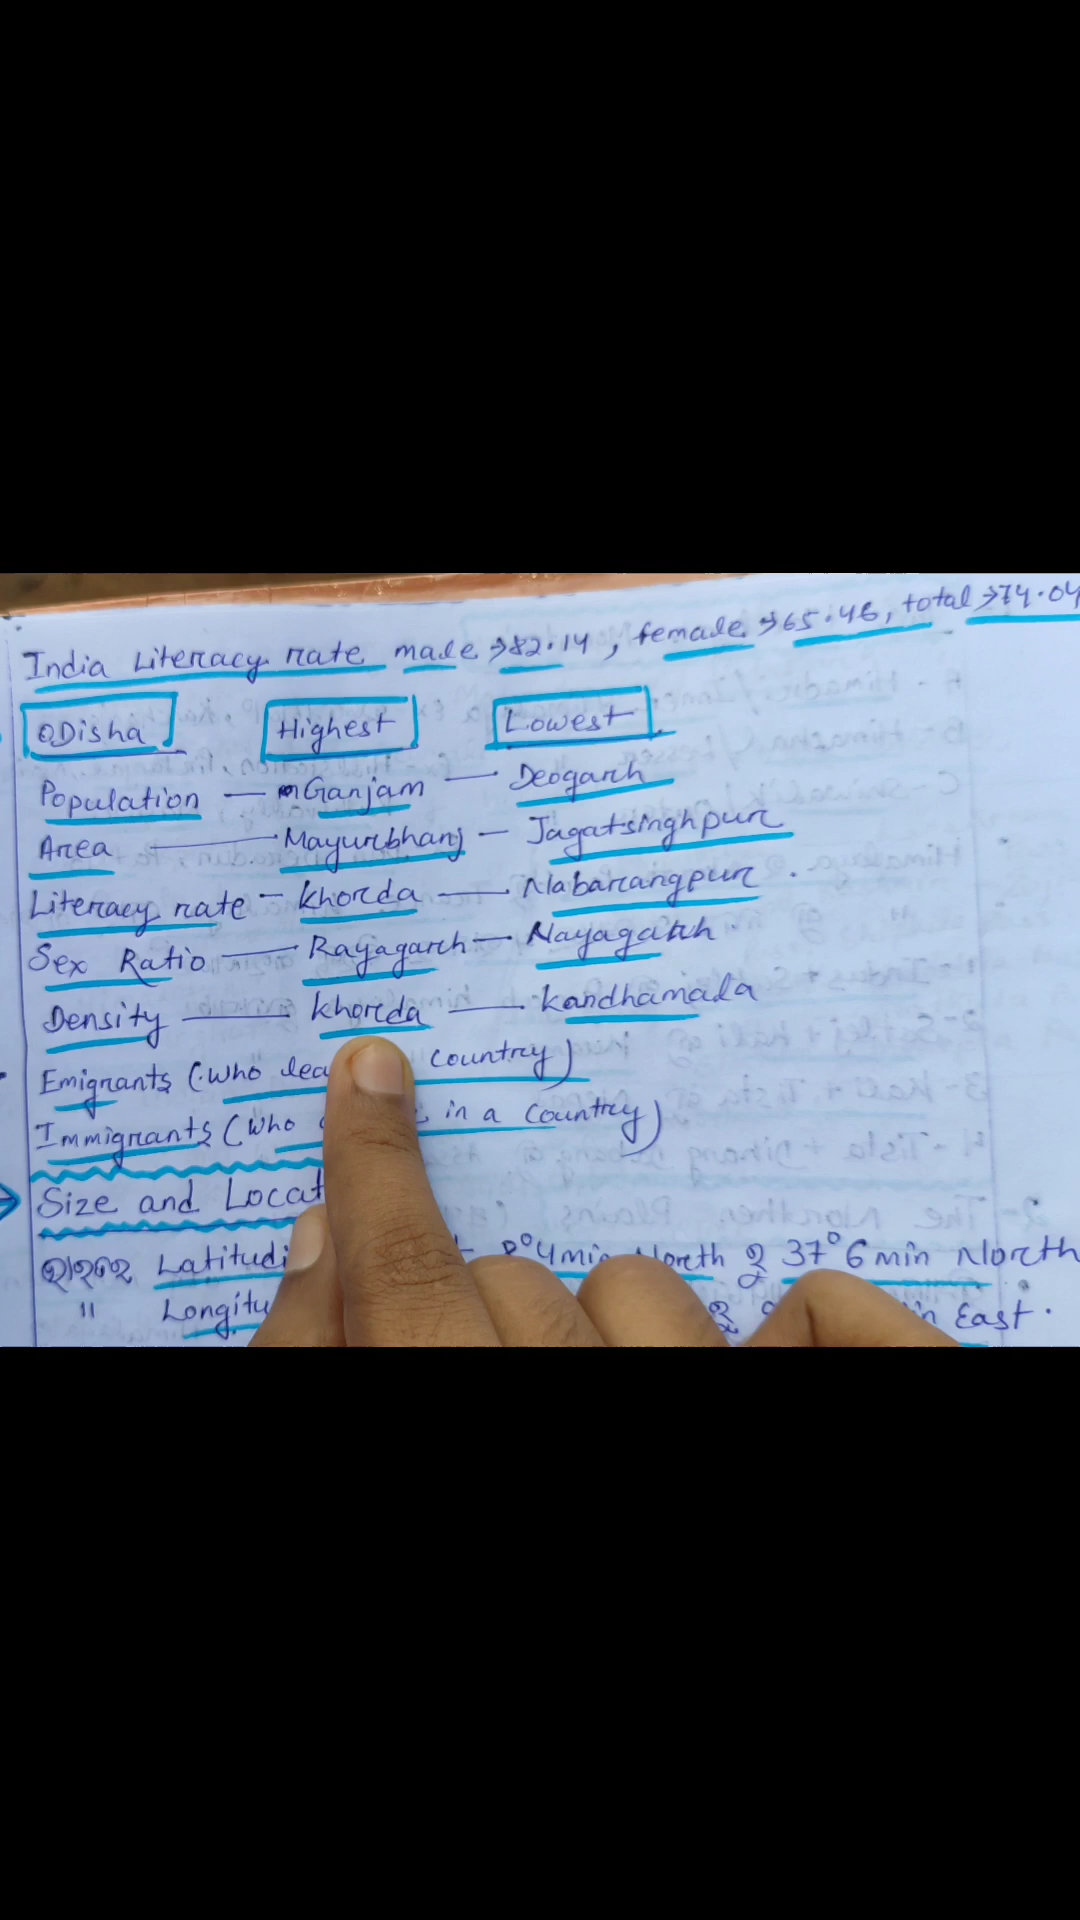 India Literacy rate male → 82.14, female → 65.46, total → 74.04
ODisha Highest Lowest
Population — Ganjam — Deogarh
Area — Mayurbhanj — Jagatsinghpur
Literacy rate — Khorda — Nabarangpur.
Sex Ratio — Rayagarh — Nayagarh.
Density — Khorda — Kandhamala
Emigrants (who country)
Immigrants (who in a country)
Size and
4 min North ରୁ 37° 6 min North
" East.